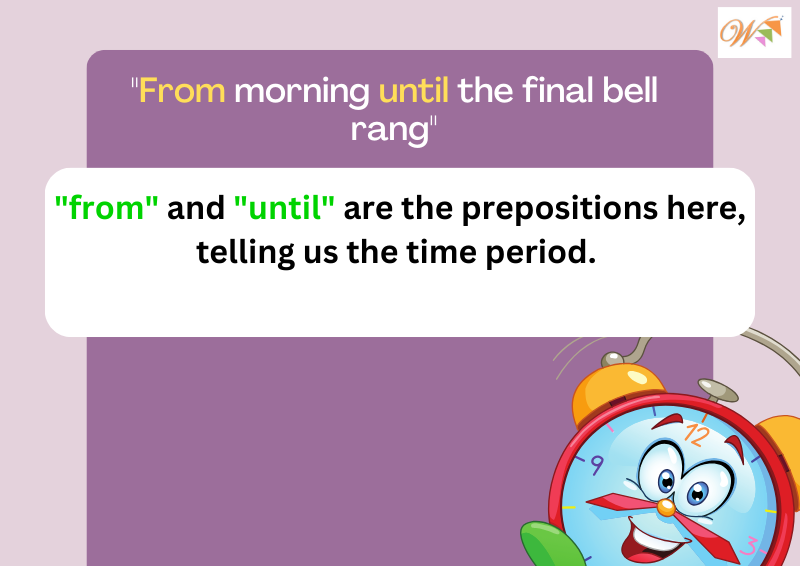 W
"From morning until the final bell
rang"
"from" and "until" are the prepositions here,
telling us the time period.
12
9
3